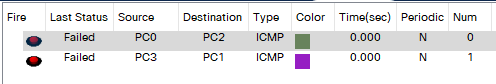 Fire Last Status Source Destination Type Color Time(sec) Periodic Num
Failed PC0 PC2 ICMP 0.000 N 0
Failed PC3 PC1 ICMP 0.000 N 1